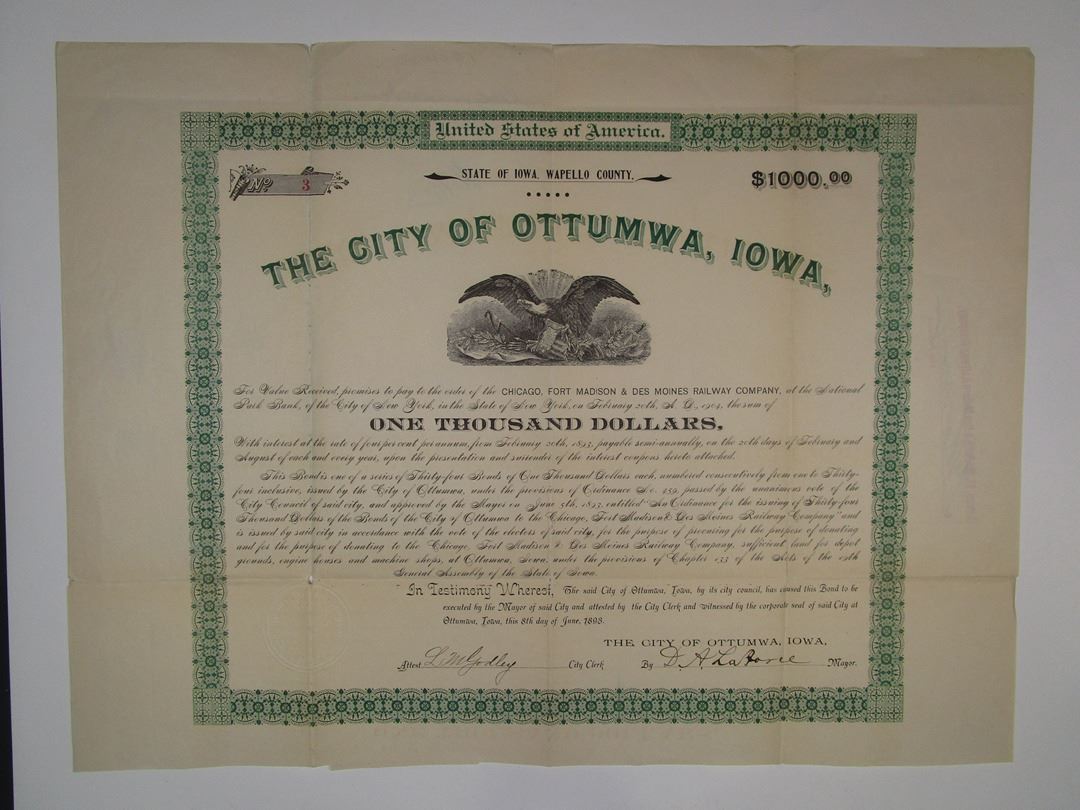 United States of America.
No 3
STATE OF IOWA, WAPELLO COUNTY.
$1000.00
THE CITY OF OTTUMWA, IOWA,
For Value Received, promises to pay to the order of the CHICAGO, FORT MADISON & DES MOINES RAILWAY COMPANY, at the National
Park Bank, of the City of New York, in the State of New York, on February 20th, A. D., 1904, the sum of
ONE THOUSAND DOLLARS,
With interest at the rate of four per cent per annum, from February 20th, 1893, payable semi-annually, on the 20th days of February and
August of each and every year, upon the presentation and surrender of the interest coupons hereto attached.
This Bond is one of a series of Thirty-four Bonds of One Thousand Dollars each, numbered consecutively from one to Thirty-
four inclusive, issued by the City of Ottumwa, under the provisions of Ordinance No. 159, passed by the unanimous vote of the
City Council of said city, and approved by the Mayor on June 5th, 1893, entitled "An Ordinance for the issuing of Thirty-four
Thousand Dollars of the Bonds of the City of Ottumwa to the Chicago, Fort Madison & Des Moines Railway Company" and
is issued by said city in accordance with the vote of the electors of said city, for the purpose of procuring for the purpose of donating
and for the purpose of donating to the Chicago, Fort Madison & Des Moines Railway Company, sufficient land for depot
grounds, engine houses and machine shops, at Ottumwa, Iowa, under the provisions of Chapter 133 of the Acts of the
General Assembly of the State of Iowa.
In Testimony Whereof, The said City of Ottumwa, Iowa, by its city council, has caused this Bond to be
executed by the Mayor of said City and attested by the City Clerk and witnessed by the corporate seal of said City at
Ottumwa, Iowa, this 8th day of June, 1893.
THE CITY OF OTTUMWA, IOWA,
Attest L M Godley City Clerk By D. A. LaForce Mayor.